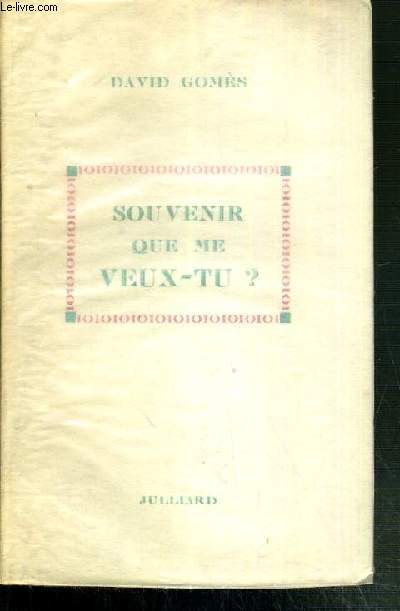 Le-livre.com
DAVID GOMÈS
SOUVENIR
QUE ME
VEUX-TU ?
JULLIARD